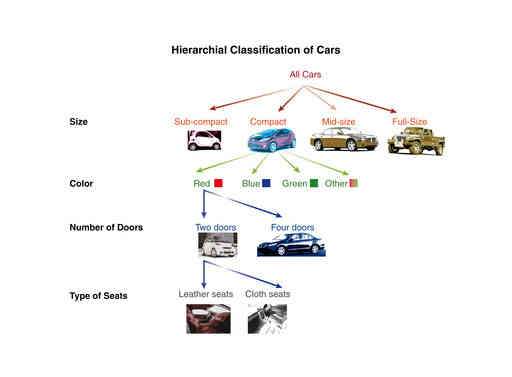 Hierarchial Classification of Cars
All Cars
Size
Sub-compact Compact Mid-size Full-Size
Color
Red Blue Green Other
Number of Doors
Two doors Four doors
Type of Seats
Leather seats Cloth seats